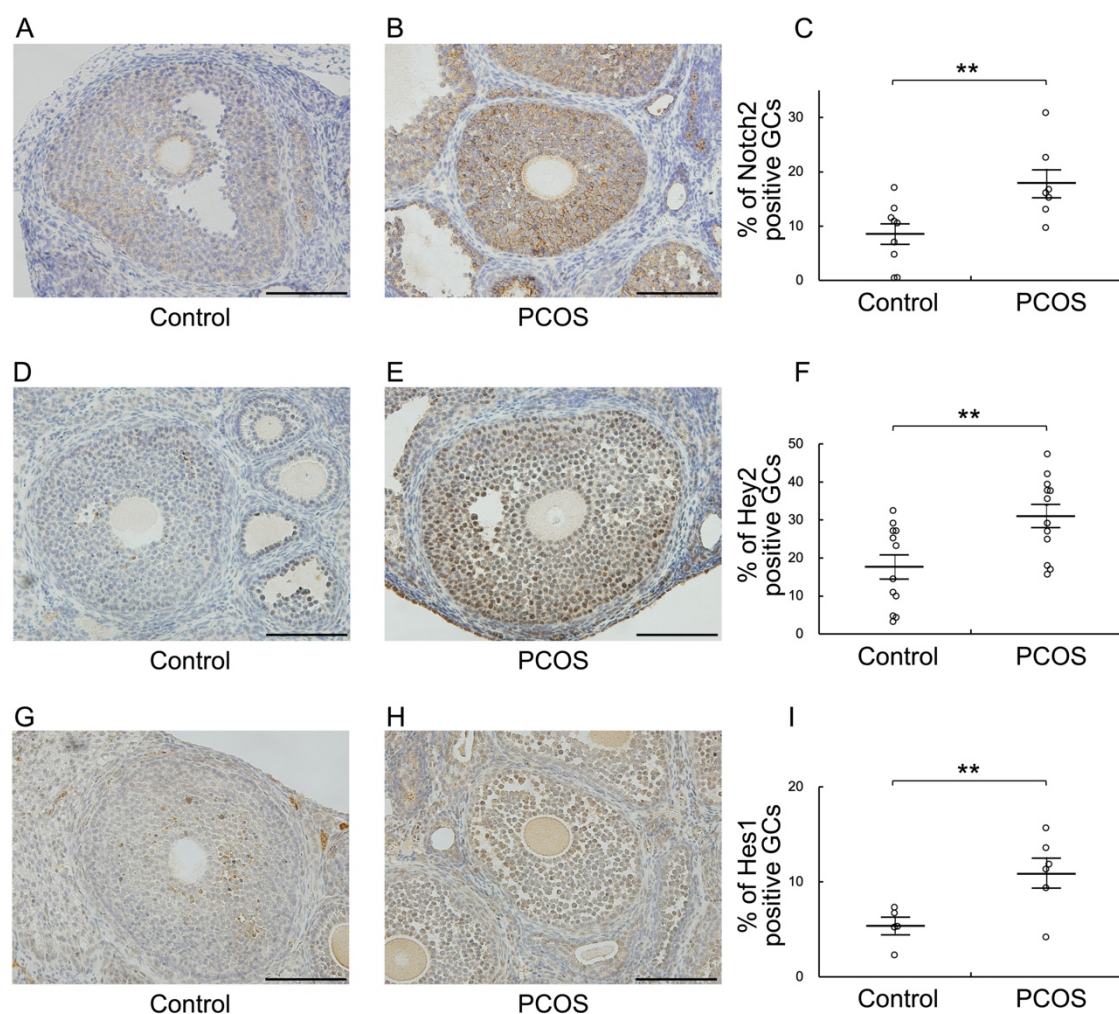 A
B
C
**
% of Notch2
positive GCs
30
20
10
0
Control
PCOS
Control
PCOS
D
E
F
**
% of Hey2
positive GCs
50
40
30
20
10
0
Control
PCOS
Control
PCOS
G
H
I
**
% of Hes1
positive GCs
20
10
0
Control
PCOS
Control
PCOS